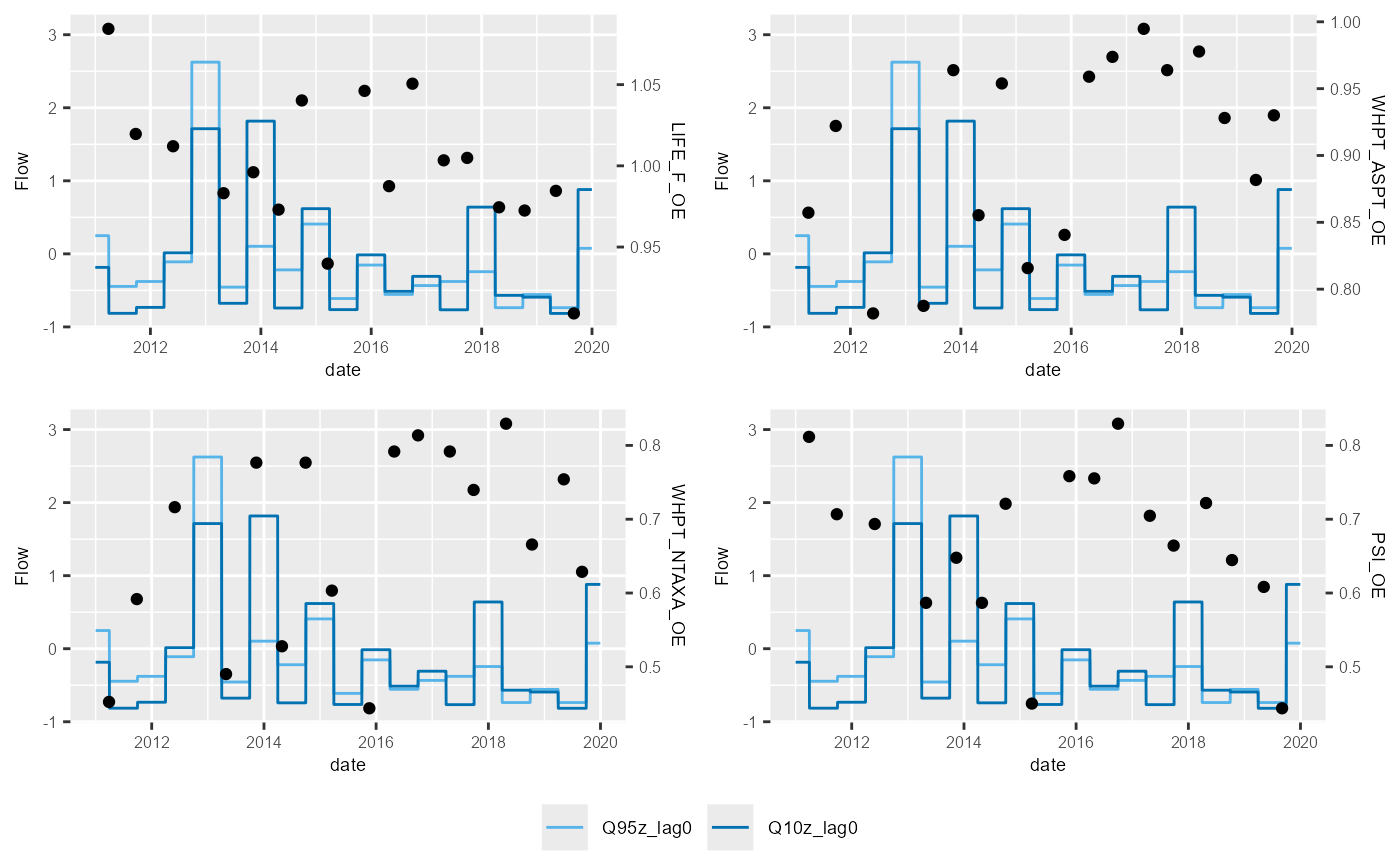 3
2
1
0
-1
Flow
1.05
1.00
0.95
LIFE_F_OE
2012 2014 2016 2018 2020
date
3
2
1
0
-1
Flow
1.00
0.95
0.90
0.85
0.80
WHPT_ASPT_OE
2012 2014 2016 2018 2020
date
3
2
1
0
-1
Flow
0.8
0.7
0.6
0.5
WHPT_NTAXA_OE
2012 2014 2016 2018 2020
date
3
2
1
0
-1
Flow
0.8
0.7
0.6
0.5
PSI_OE
2012 2014 2016 2018 2020
date
Q95z_lag0 Q10z_lag0